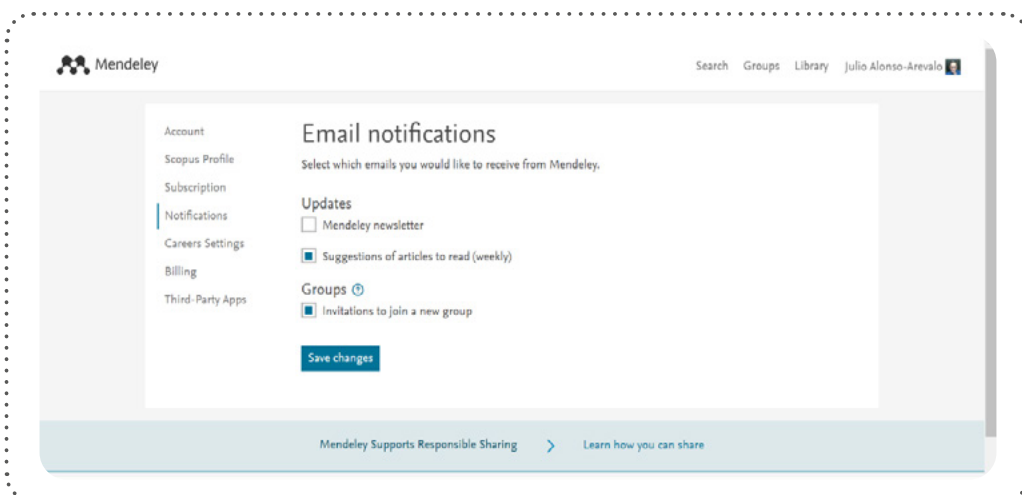 Mendeley
Search Groups Library Julio Alonso-Arevalo
Account
Scopus Profile
Subscription
Notifications
Careers Settings
Billing
Third-Party Apps
Email notifications
Select which emails you would like to receive from Mendeley.
Updates
Mendeley newsletter
Suggestions of articles to read (weekly)
Groups
Invitations to join a new group
Save changes
Mendeley Supports Responsible Sharing
Learn how you can share